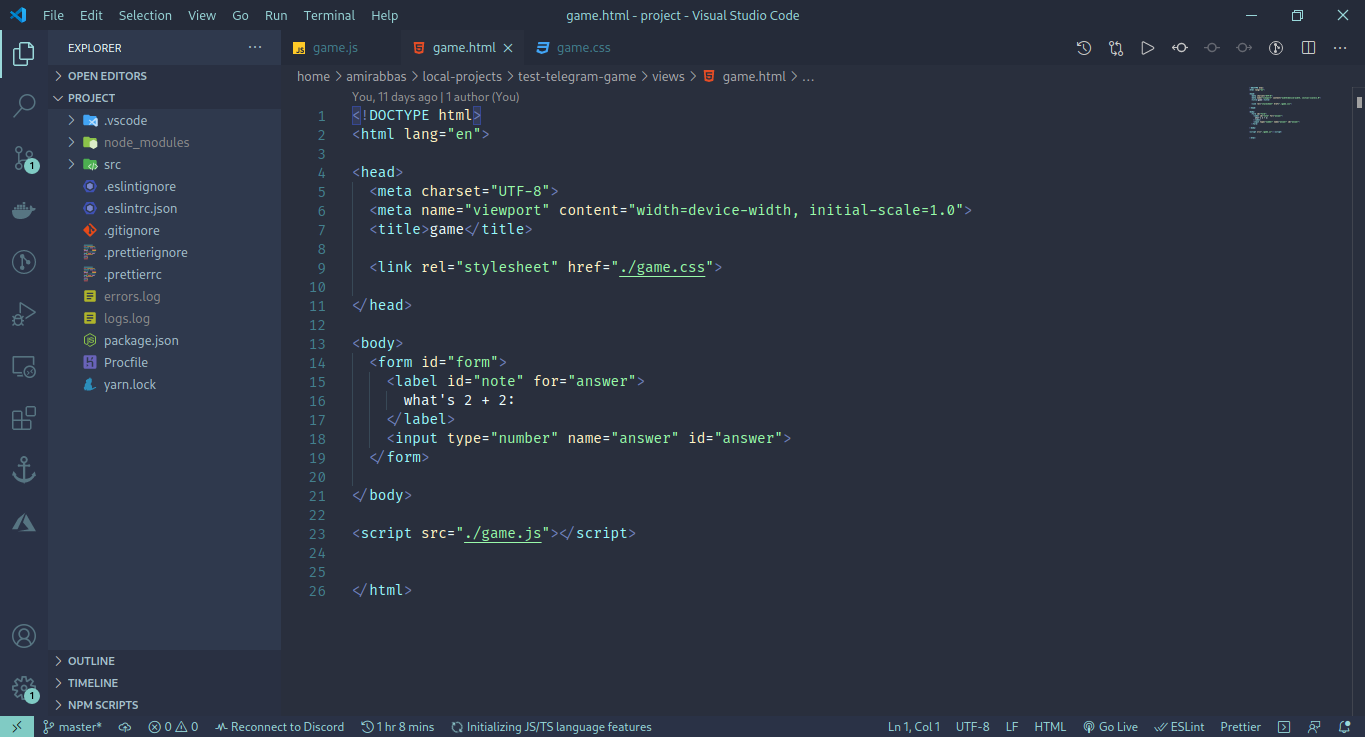 File Edit Selection View Go Run Terminal Help game.html - project - Visual Studio Code
EXPLORER
OPEN EDITORS
PROJECT
.vscode
node_modules
src
.eslintignore
.eslintrc.json
.gitignore
.prettierignore
.prettierrc
errors.log
logs.log
package.json
Procfile
yarn.lock
OUTLINE
TIMELINE
NPM SCRIPTS
1
1
JS game.js game.html game.css
home > amirabbas > local-projects > test-telegram-game > views > game.html > ...
You, 11 days ago | 1 author (You)
1 <!DOCTYPE html>
2 <html lang="en">
3
4 <head>
5 <meta charset="UTF-8">
6 <meta name="viewport" content="width=device-width, initial-scale=1.0">
7 <title>game</title>
8
9 <link rel="stylesheet" href="./game.css">
10
11 </head>
12
13 <body>
14 <form id="form">
15 <label id="note" for="answer">
16 what's 2 + 2:
17 </label>
18 <input type="number" name="answer" id="answer">
19 </form>
20
21 </body>
22
23 <script src="./game.js"></script>
24
25
26 </html>
master* 0 0 Reconnect to Discord 1 hr 8 mins Initializing JS/TS language features Ln 1, Col 1 UTF-8 LF HTML Go Live ESLint Prettier